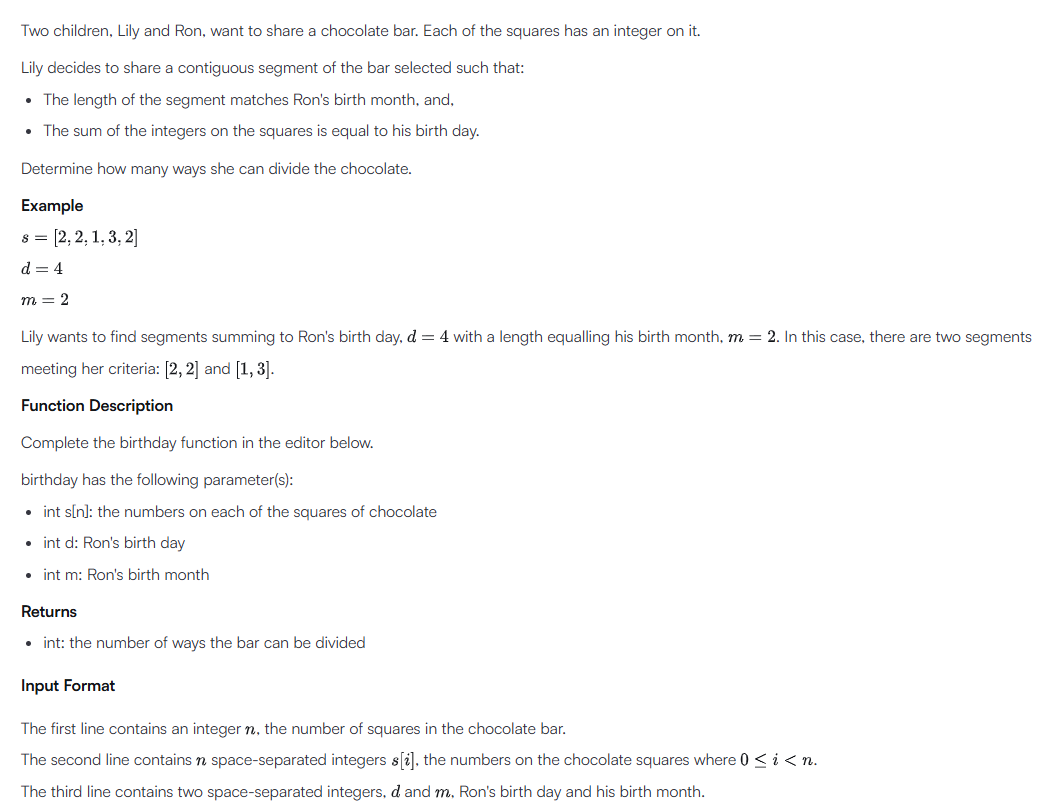 Two children, Lily and Ron, want to share a chocolate bar. Each of the squares has an integer on it.
Lily decides to share a contiguous segment of the bar selected such that:
• The length of the segment matches Ron's birth month, and,
• The sum of the integers on the squares is equal to his birth day.
Determine how many ways she can divide the chocolate.
Example
s = [2, 2, 1, 3, 2]
d = 4
m = 2
Lily wants to find segments summing to Ron's birth day, d = 4 with a length equalling his birth month, m = 2. In this case, there are two segments
meeting her criteria: [2, 2] and [1, 3].
Function Description
Complete the birthday function in the editor below.
birthday has the following parameter(s):
• int s[n]: the numbers on each of the squares of chocolate
• int d: Ron's birth day
• int m: Ron's birth month
Returns
• int: the number of ways the bar can be divided
Input Format
The first line contains an integer n, the number of squares in the chocolate bar.
The second line contains n space-separated integers s[i], the numbers on the chocolate squares where 0 ≤ i < n.
The third line contains two space-separated integers, d and m, Ron's birth day and his birth month.